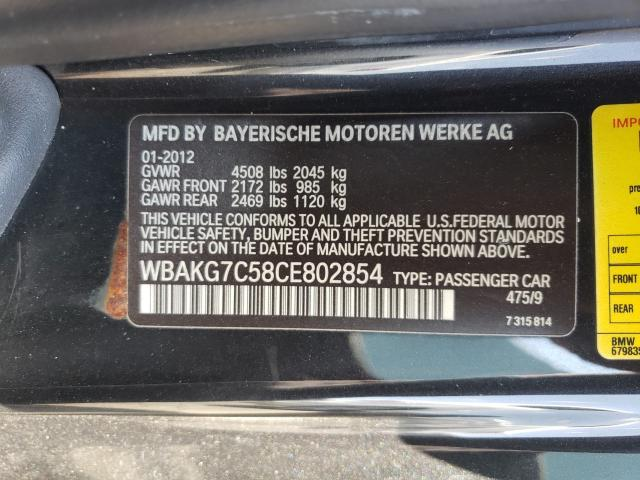 MFD BY BAYERISCHE MOTOREN WERKE AG
01-2012
GVWR 4508 lbs 2045 kg
GAWR FRONT 2172 lbs 985 kg
GAWR REAR 2469 lbs 1120 kg
THIS VEHICLE CONFORMS TO ALL APPLICABLE U.S.FEDERAL MOTOR
VEHICLE SAFETY, BUMPER AND THEFT PREVENTION STANDARDS
IN EFFECT ON THE DATE OF MANUFACTURE SHOWN ABOVE.
WBAKG7C58CE802854 TYPE: PASSENGER CAR
475/9
7 315 814
over
FRONT
REAR
BMW